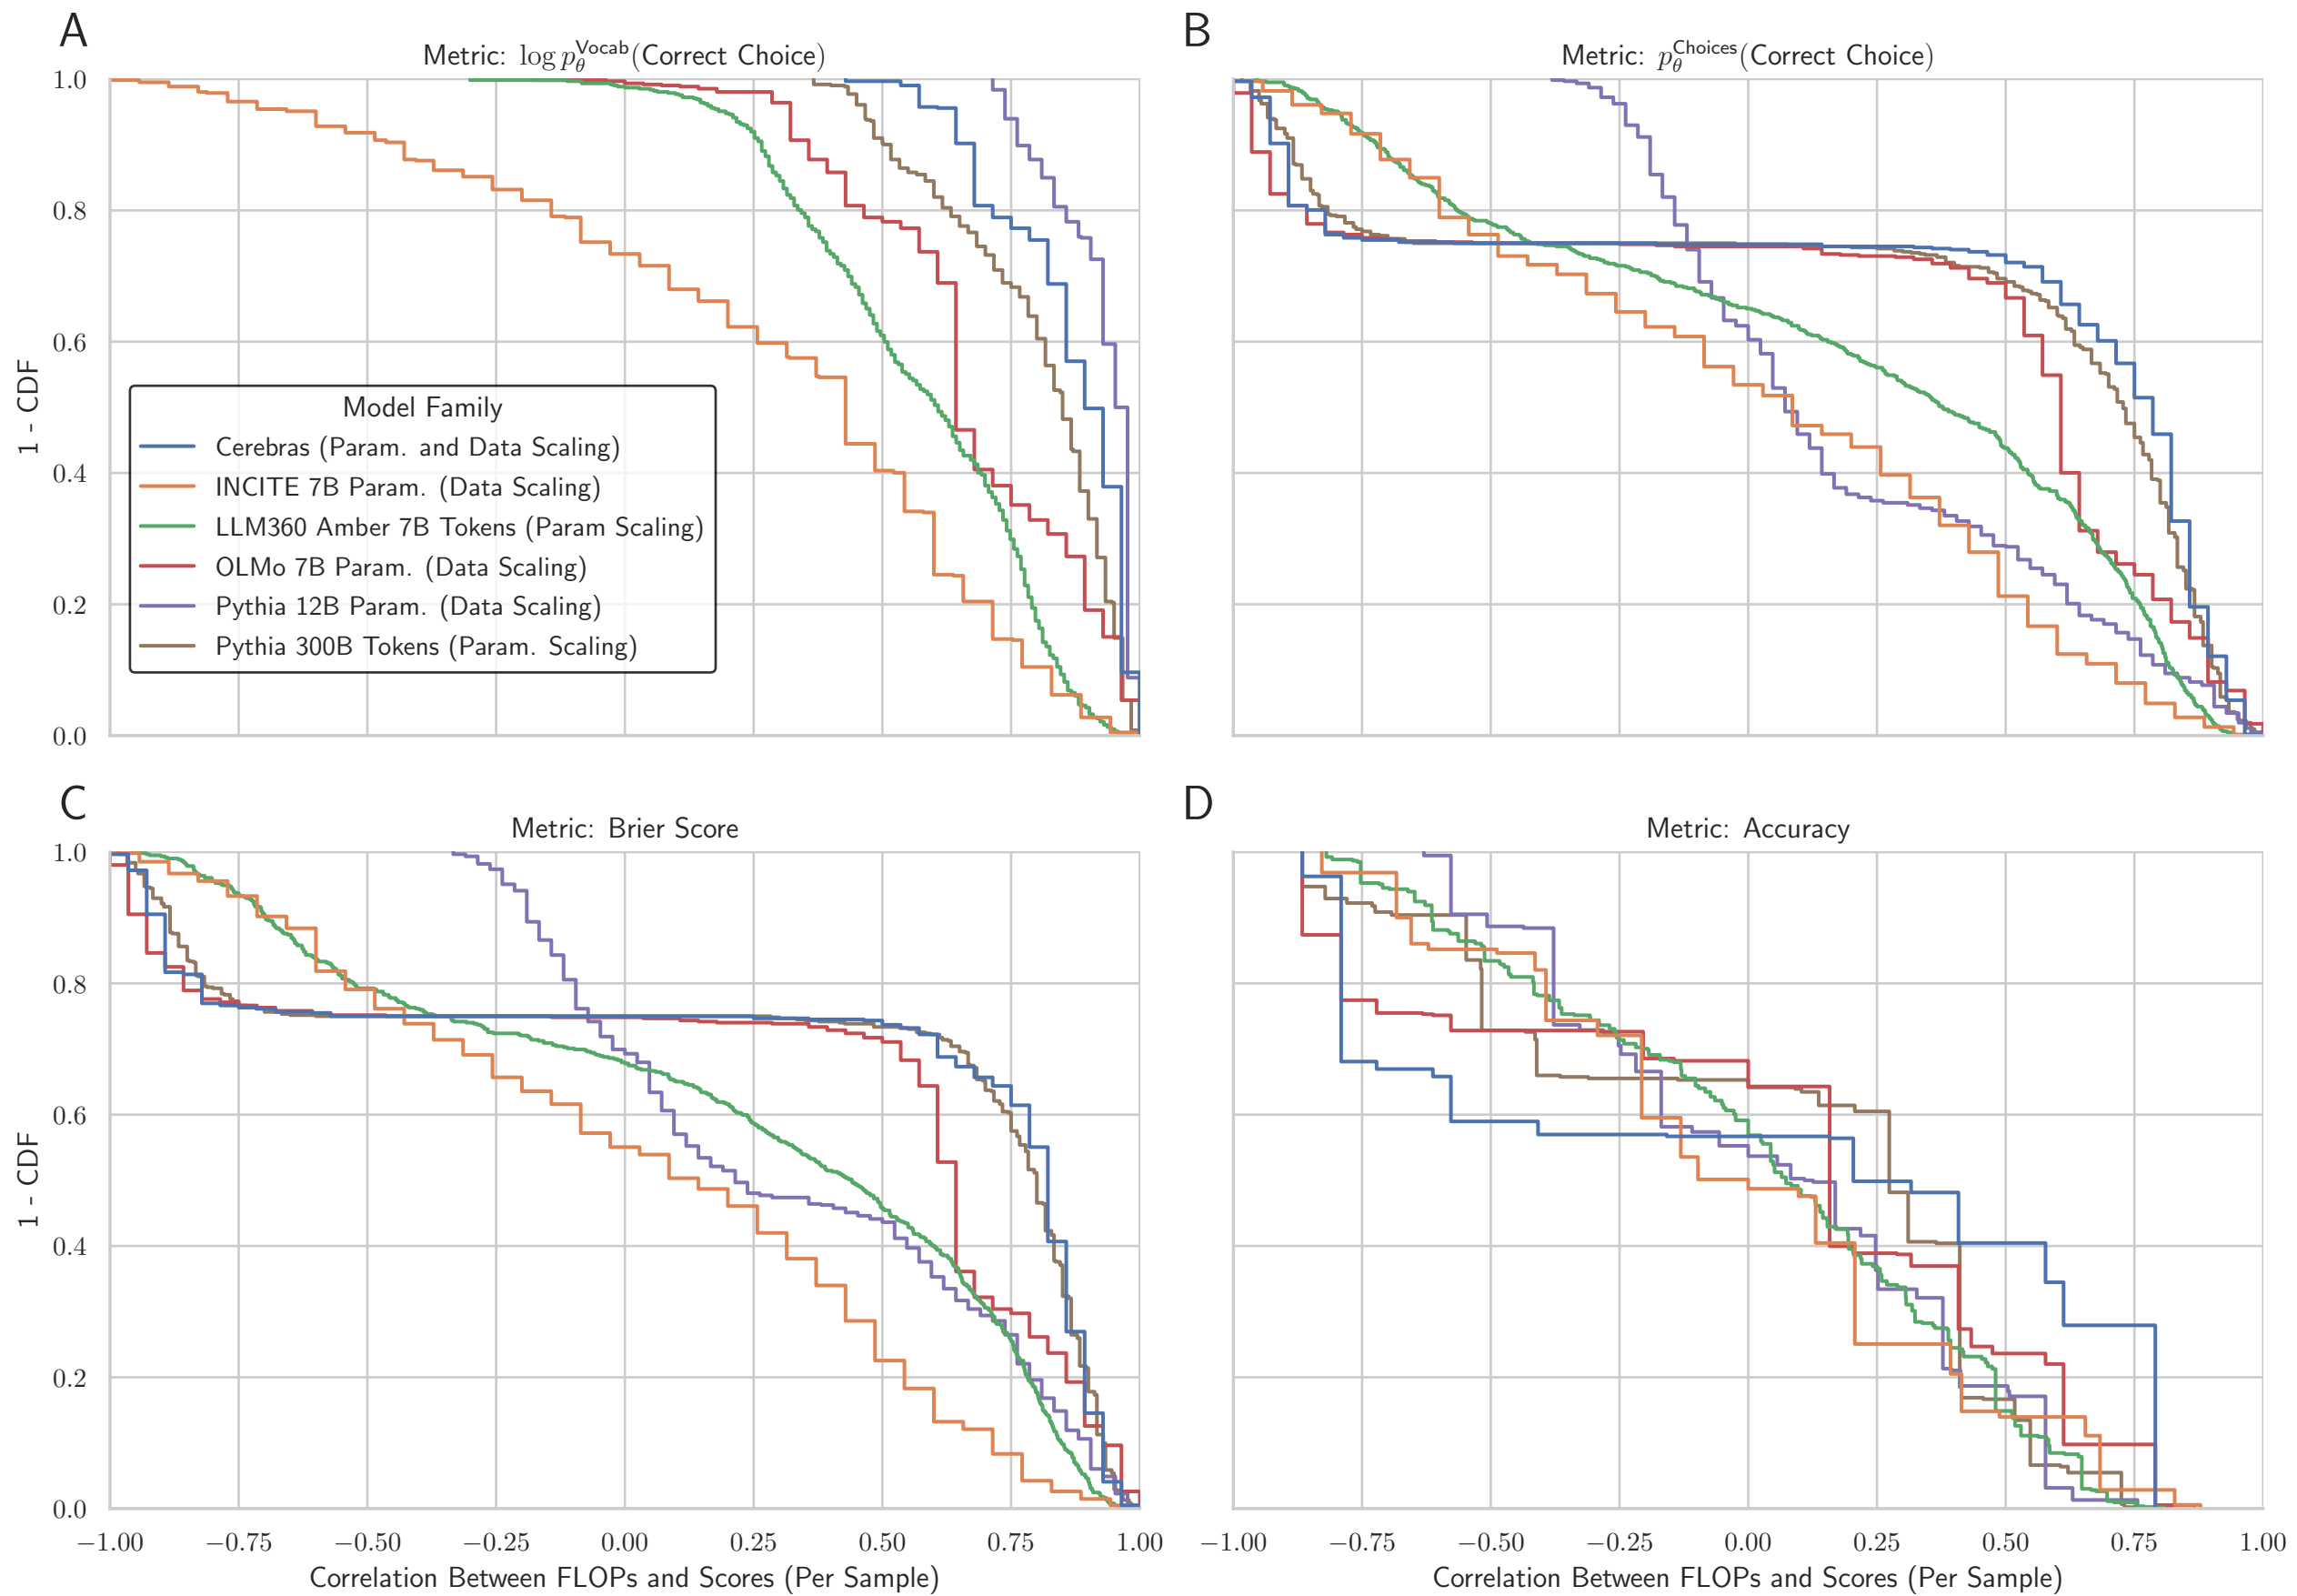 A
Metric: log p_θ^Vocab(Correct Choice)
1.0
0.8
0.6
0.4
0.2
0.0
1 - CDF
Model Family
Cerebras (Param. and Data Scaling)
INCITE 7B Param. (Data Scaling)
LLM360 Amber 7B Tokens (Param Scaling)
OLMo 7B Param. (Data Scaling)
Pythia 12B Param. (Data Scaling)
Pythia 300B Tokens (Param. Scaling)
B
Metric: p_θ^Choices(Correct Choice)
C
Metric: Brier Score
1.0
0.8
0.6
0.4
0.2
0.0
1 - CDF
−1.00 −0.75 −0.50 −0.25 0.00 0.25 0.50 0.75 1.00
Correlation Between FLOPs and Scores (Per Sample)
D
Metric: Accuracy
−1.00 −0.75 −0.50 −0.25 0.00 0.25 0.50 0.75 1.00
Correlation Between FLOPs and Scores (Per Sample)